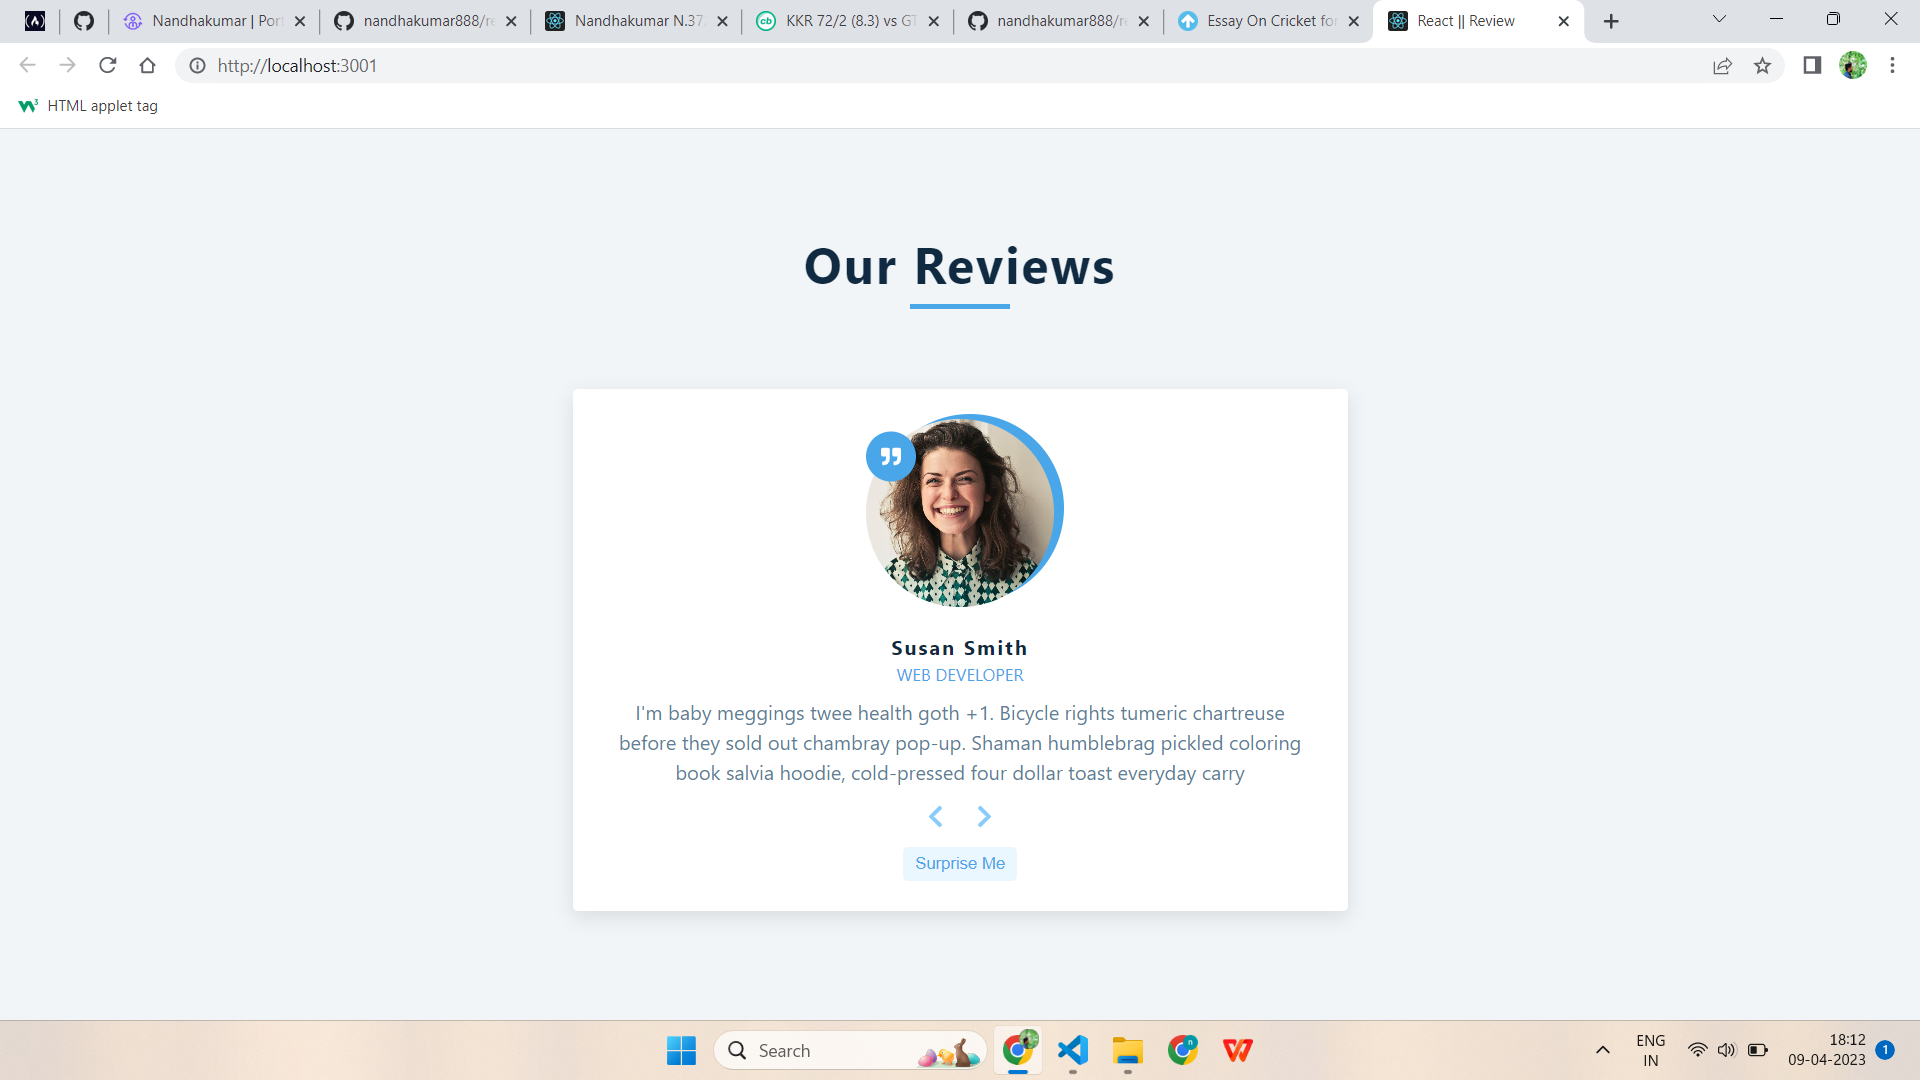 Nandhakumar | Port
nandhakumar888/re
Nandhakumar N.37
KKR 72/2 (8.3) vs GT
nandhakumar888/re
Essay On Cricket for
React || Review
http://localhost:3001
HTML applet tag
Our Reviews
Susan Smith
WEB DEVELOPER
I'm baby meggings twee health goth +1. Bicycle rights tumeric chartreuse
before they sold out chambray pop-up. Shaman humblebrag pickled coloring
book salvia hoodie, cold-pressed four dollar toast everyday carry
Surprise Me
Search
ENG
IN
18:12
09-04-2023
1